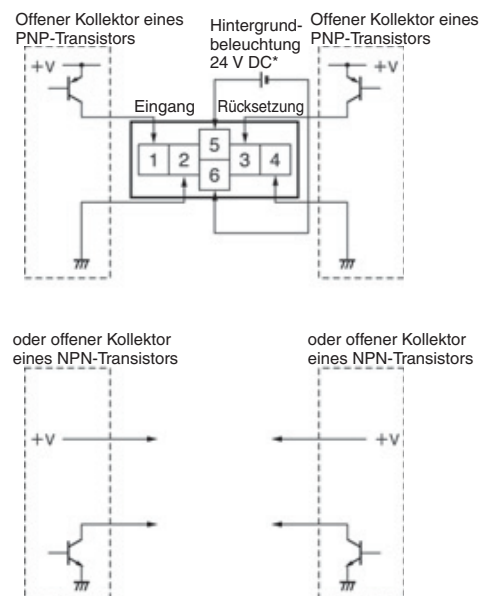 Offener Kollektor eines
PNP-Transistors
Hintergrund-
beleuchtung
24 V DC*
Offener Kollektor eines
PNP-Transistors
+V
+V
Eingang
Rücksetzung
1 2 5 6 3 4
oder offener Kollektor
eines NPN-Transistors
oder offener Kollektor
eines NPN-Transistors
+V
+V